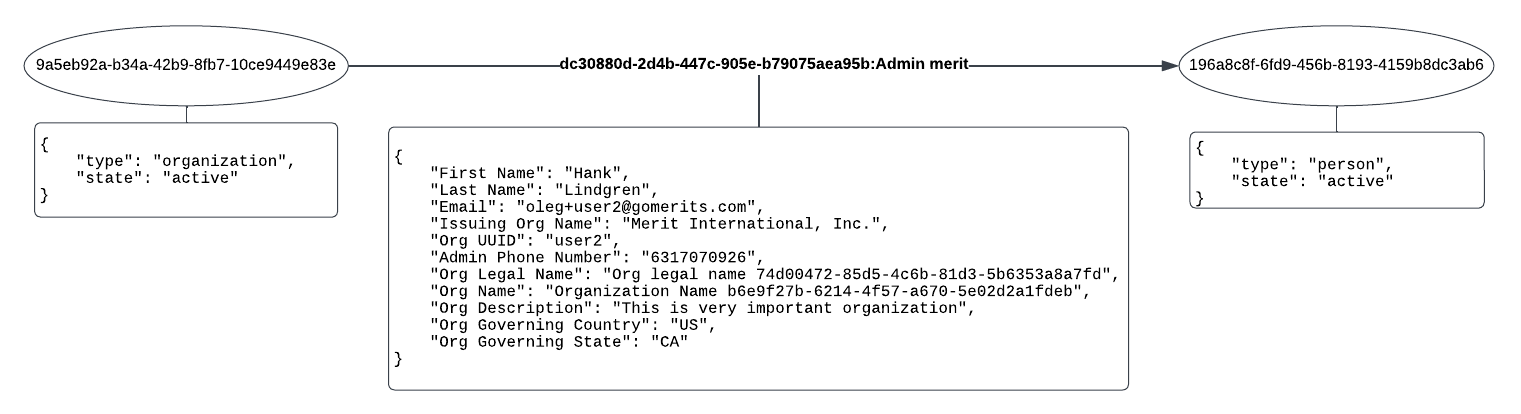 9a5eb92a-b34a-42b9-8fb7-10ce9449e83e
dc30880d-2d4b-447c-905e-b79075aea95b:Admin merit
196a8c8f-6fd9-456b-8193-4159b8dc3ab6
{
    "type": "organization",
    "state": "active"
}
{
    "First Name": "Hank",
    "Last Name": "Lindgren",
    "Email": "oleg+user2@gomerits.com",
    "Issuing Org Name": "Merit International, Inc.",
    "Org UUID": "user2",
    "Admin Phone Number": "6317070926",
    "Org Legal Name": "Org legal name 74d00472-85d5-4c6b-81d3-5b6353a8a7fd",
    "Org Name": "Organization Name b6e9f27b-6214-4f57-a670-5e02d2a1fdeb",
    "Org Description": "This is very important organization",
    "Org Governing Country": "US",
    "Org Governing State": "CA"
}
{
    "type": "person",
    "state": "active"
}